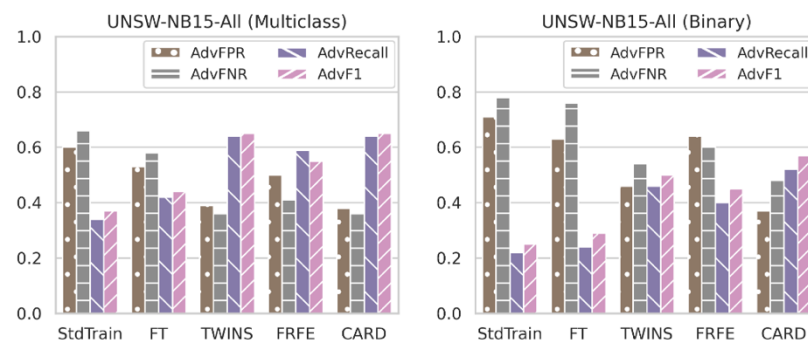 UNSW-NB15-All (Multiclass)
1.0
0.8
0.6
0.4
0.2
0.0
AdvFPR
AdvFNR
AdvRecall
AdvF1
StdTrain FT TWINS FRFE CARD
UNSW-NB15-All (Binary)
1.0
0.8
0.6
0.4
0.2
0.0
AdvFPR
AdvFNR
AdvRecall
AdvF1
StdTrain FT TWINS FRFE CARD